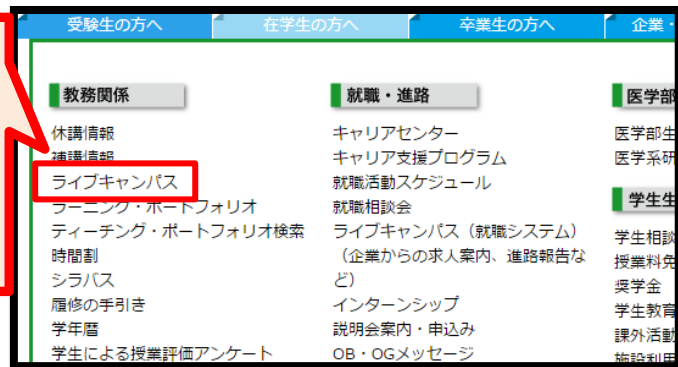 受験生の方へ
在学生の方へ
卒業生の方へ
企業・
教務関係
休講情報
補講情報
ライブキャンパス
ラーニング・ポートフォリオ
ティーチング・ポートフォリオ検索
時間割
シラバス
履修の手引き
学年暦
学生による授業評価アンケート
就職・進路
キャリアセンター
キャリア支援プログラム
就職活動スケジュール
就職相談会
ライブキャンパス（就職システム）
（企業からの求人案内、進路報告な
ど）
インターンシップ
説明会案内・申込み
OB・OGメッセージ
医学部
医学部生
医学系研
学生生
学生相談
授業料免
奨学金
学生教育
課外活動
施設利用